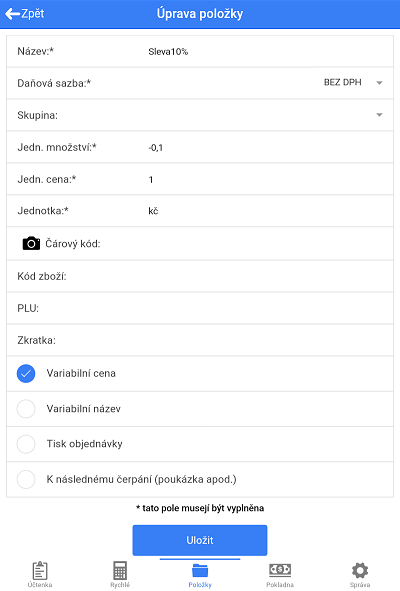 Zpět Úprava položky
Název:* Sleva10%
Daňová sazba:* BEZ DPH
Skupina:
Jedn. množství:* -0,1
Jedn. cena:* 1
Jednotka:* kč
Čárový kód:
Kód zboží:
PLU:
Zkratka:
Variabilní cena
Variabilní název
Tisk objednávky
K následnému čerpání (poukázka apod.)
* tato pole musejí být vyplněna
Uložit
Účtenka Rychlé Položky Pokladna Správa